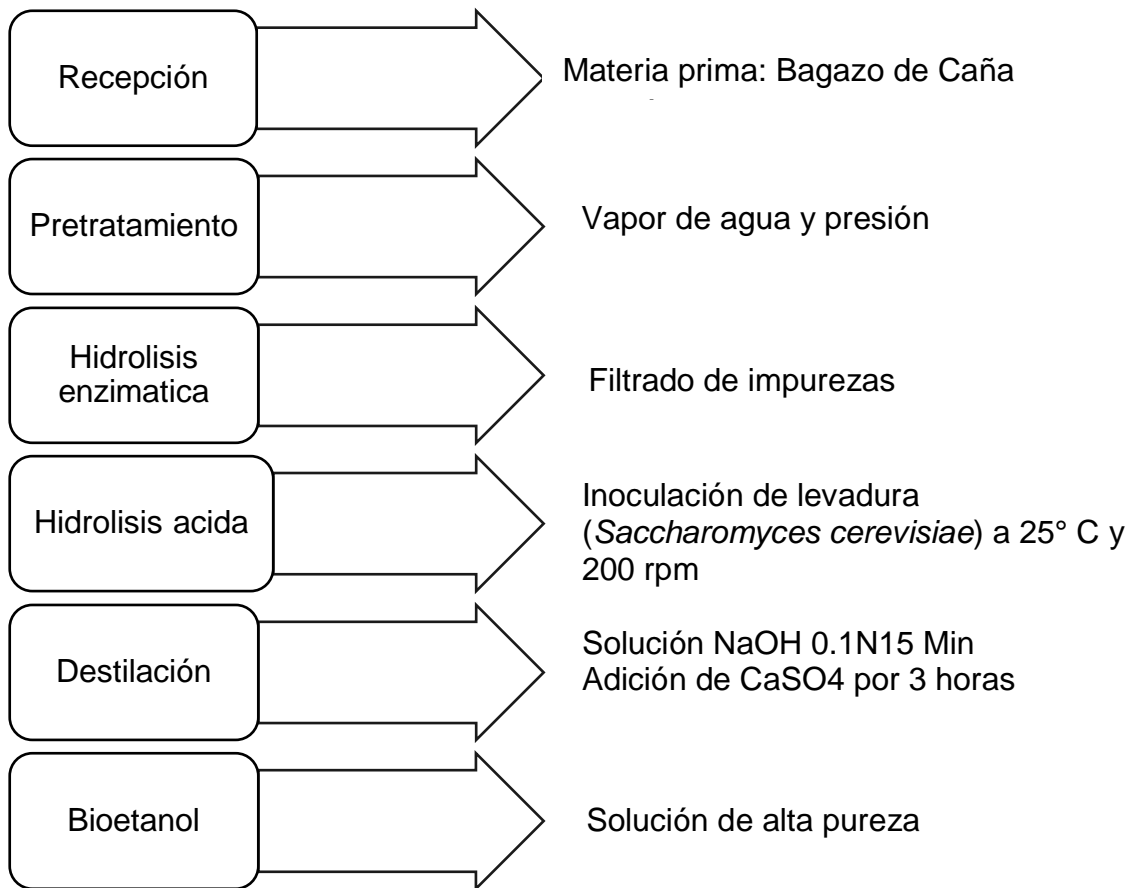 Recepción
Materia prima: Bagazo de Caña
Pretratamiento
Vapor de agua y presión
Hidrolisis
enzimatica
Filtrado de impurezas
Hidrolisis acida
Inoculación de levadura
(Saccharomyces cerevisiae) a 25° C y
200 rpm
Destilación
Solución NaOH 0.1N15 Min
Adición de CaSO4 por 3 horas
Bioetanol
Solución de alta pureza